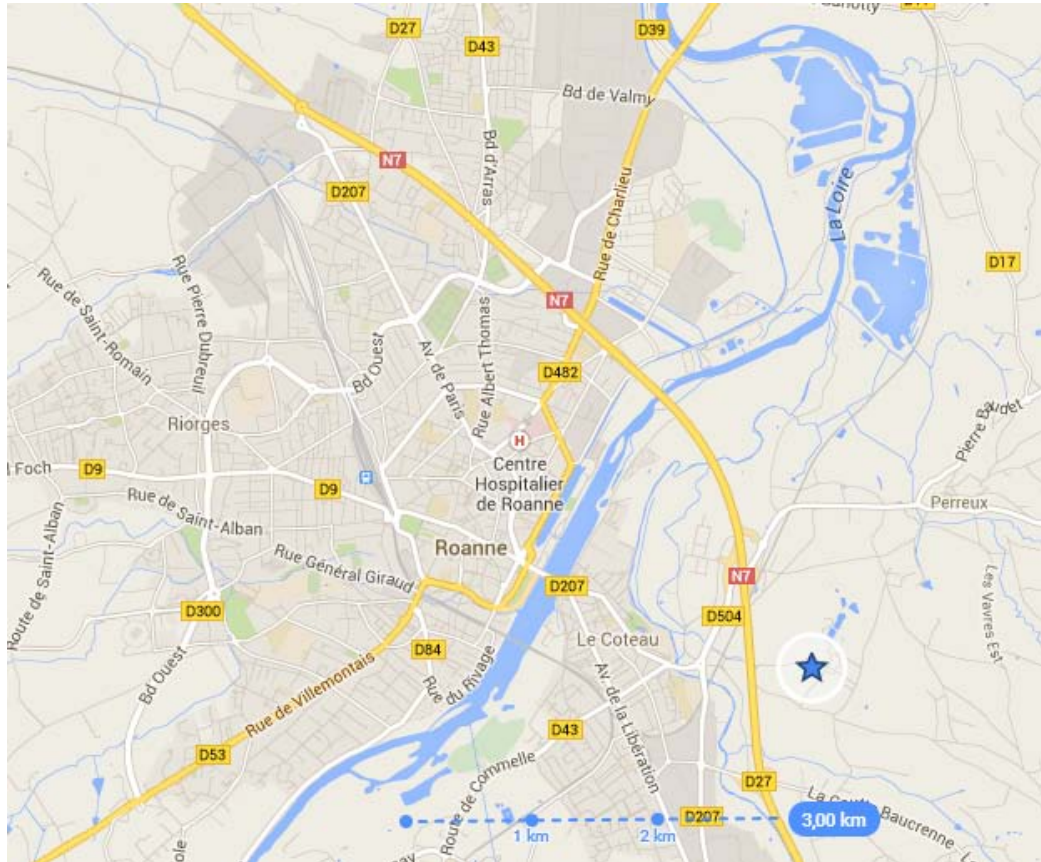 D27
D43
D39
Bd de Valmy
N7
Bd d'Arras
D207
Rue de Charlieu
La Loire
D17
Rue de Saint-Romain
Rue Pierre Dubreuil
N7
Bd Ouest
Av. de Paris
Rue Albert Thomas
D482
Riorges
H
Centre
Hospitalier
de Roanne
Foch
D9
D9
Rue de Saint-Alban
Route de Saint-Alban
Rue Général Giraud
Roanne
Perreux
N7
D207
D300
D504
Les Vavres Est
Le Coteau
D84
Rue
du Rivage
Bd Ouest
Rue de Villemontais
Av. de la Libération
D43
D53
Route de Commelle
D27
D207
1 km
2 km
3,00 km
Baucrenne